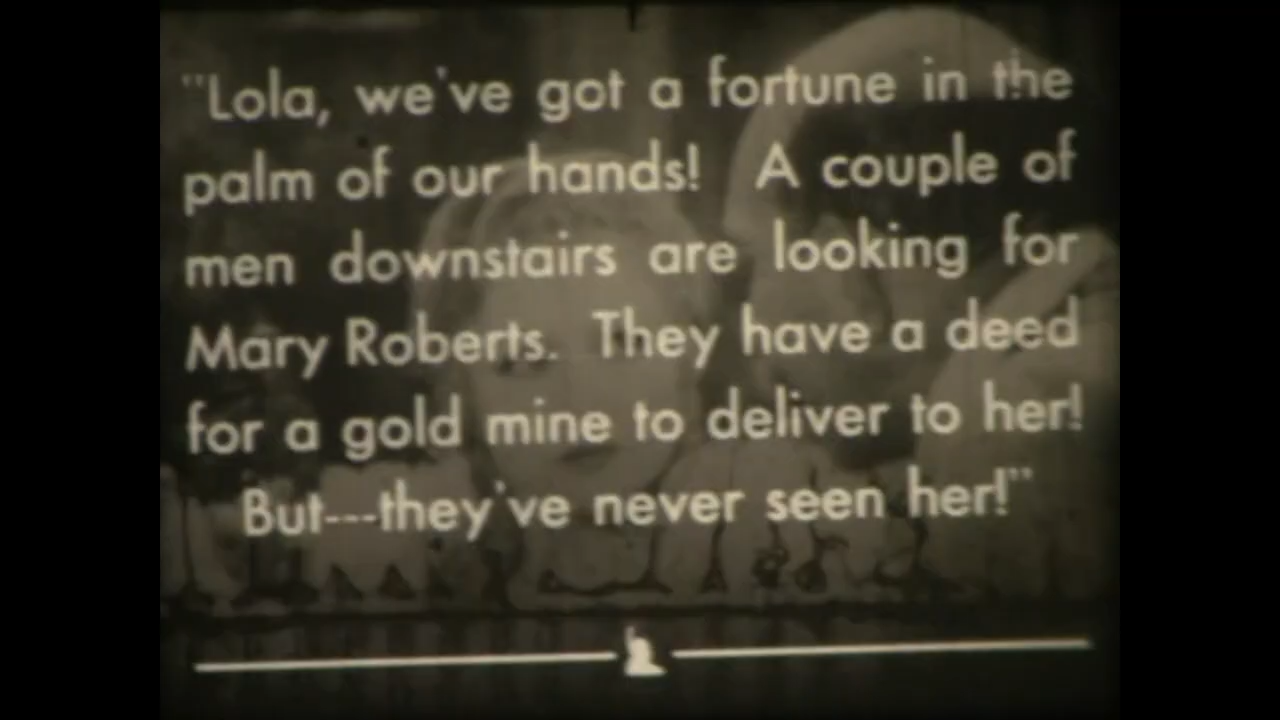 "Lola, we've got a fortune in the
palm of our hands! A couple of
men downstairs are looking for
Mary Roberts. They have a deed
for a gold mine to deliver to her!
But---they've never seen her!"